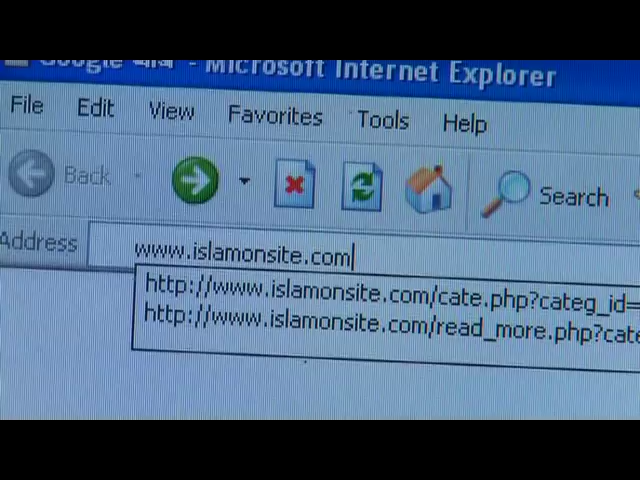 Google - Microsoft Internet Explorer
File Edit View Favorites Tools Help
Back Search
Address www.islamonsite.com
http://www.islamonsite.com/cate.php?categ_id=
http://www.islamonsite.com/read_more.php?cate